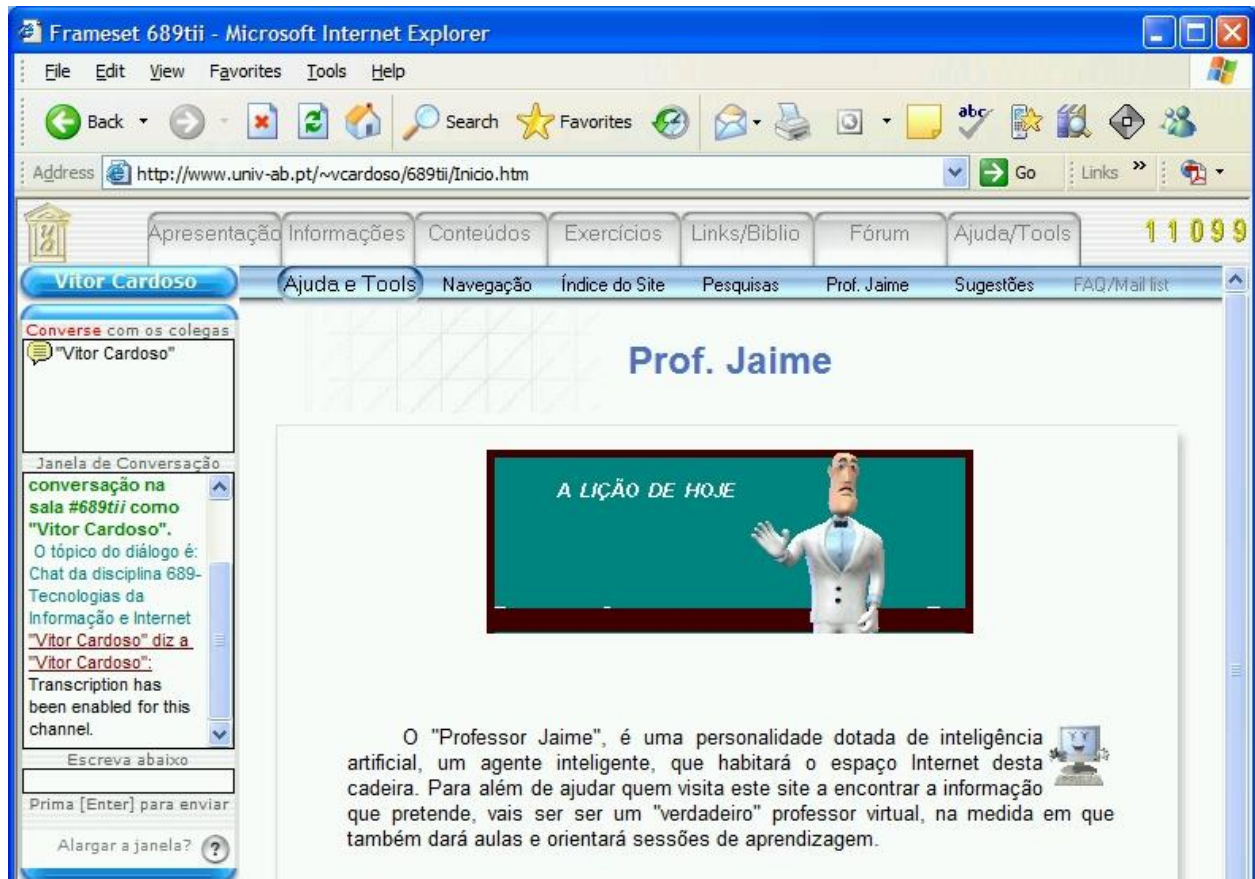 Frameset 689tii - Microsoft Internet Explorer
File Edit View Favorites Tools Help
Back Search Favorites abc
Address http://www.univ-ab.pt/~vcardoso/689tii/Inicio.htm Go Links »
Apresentação Informações Conteúdos Exercícios Links/Biblio Fórum Ajuda/Tools 11099
Vitor Cardoso Ajuda e Tools Navegação Índice do Site Pesquisas Prof. Jaime Sugestões FAQ/Mail list
Converse com os colegas
"Vitor Cardoso"
Janela de Conversação
conversação na
sala #689tii como
"Vitor Cardoso".
O tópico do diálogo é:
Chat da disciplina 689-
Tecnologias da
Informação e Internet
"Vitor Cardoso" diz a
"Vitor Cardoso":
Transcription has
been enabled for this
channel.
Escreva abaixo
Prima [Enter] para enviar
Alargar a janela? ?
Prof. Jaime
A LIÇÃO DE HOJE
O "Professor Jaime", é uma personalidade dotada de inteligência
artificial, um agente inteligente, que habitará o espaço Internet desta
cadeira. Para além de ajudar quem visita este site a encontrar a informação
que pretende, vais ser ser um "verdadeiro" professor virtual, na medida em que
também dará aulas e orientará sessões de aprendizagem.